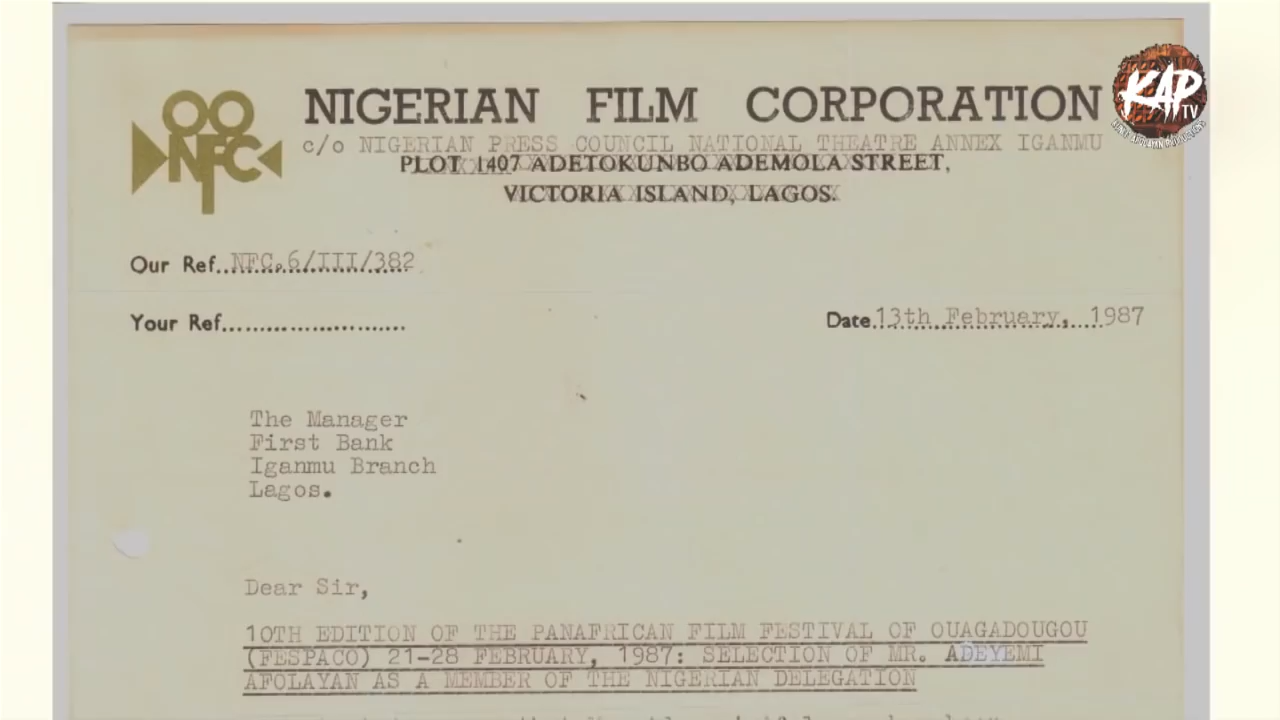 NFC
NIGERIAN FILM CORPORATION
c/o NIGERIAN PRESS COUNCIL NATIONAL THEATRE ANNEX IGANMU
PLOT 1407 ADETOKUNBO ADEMOLA STREET,
VICTORIA ISLAND, LAGOS.
KAP
TV
Our Ref..NFC.6/III/382
Your Ref........................
Date.13th February, 1987
The Manager
First Bank
Iganmu Branch
Lagos.
Dear Sir,
10TH EDITION OF THE PANAFRICAN FILM FESTIVAL OF OUAGADOUGOU
(FESPACO) 21-28 FEBRUARY, 1987: SELECTION OF MR. ADEYEMI
AFOLAYAN AS A MEMBER OF THE NIGERIAN DELEGATION